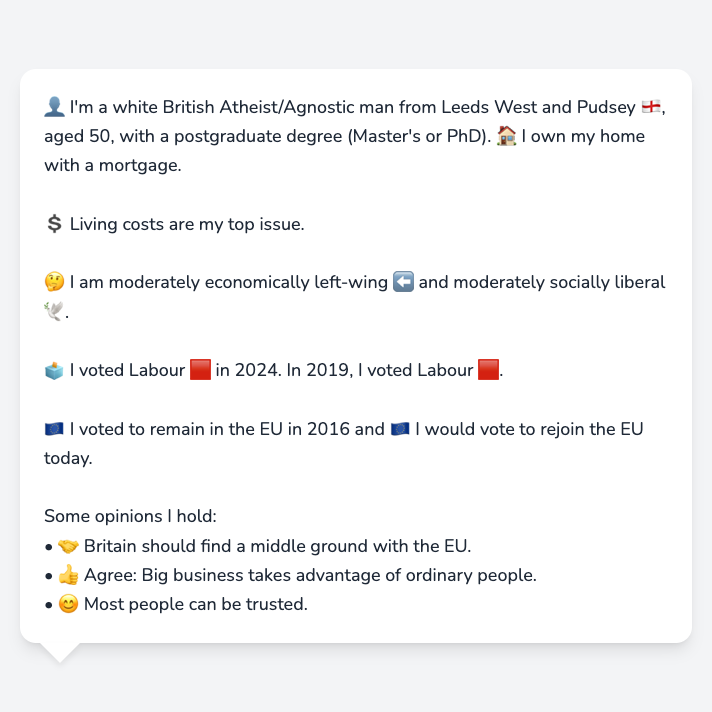 👤 I'm a white British Atheist/Agnostic man from Leeds West and Pudsey 🏴󠁧󠁢󠁥󠁮󠁧󠁿,
aged 50, with a postgraduate degree (Master's or PhD). 🏠 I own my home
with a mortgage.
💲 Living costs are my top issue.
🤔 I am moderately economically left-wing ⬅️ and moderately socially liberal
🕊️.
🗳️ I voted Labour 🟥 in 2024. In 2019, I voted Labour 🟥.
🇪🇺 I voted to remain in the EU in 2016 and 🇪🇺 I would vote to rejoin the EU
today.
Some opinions I hold:
• 🤝 Britain should find a middle ground with the EU.
• 👍 Agree: Big business takes advantage of ordinary people.
• 😊 Most people can be trusted.